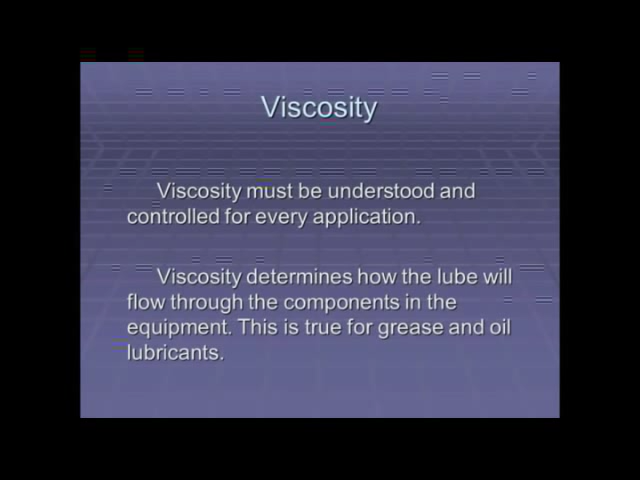 Viscosity
Viscosity must be understood and
controlled for every application.
Viscosity determines how the lube will
flow through the components in the
equipment. This is true for grease and oil
lubricants.